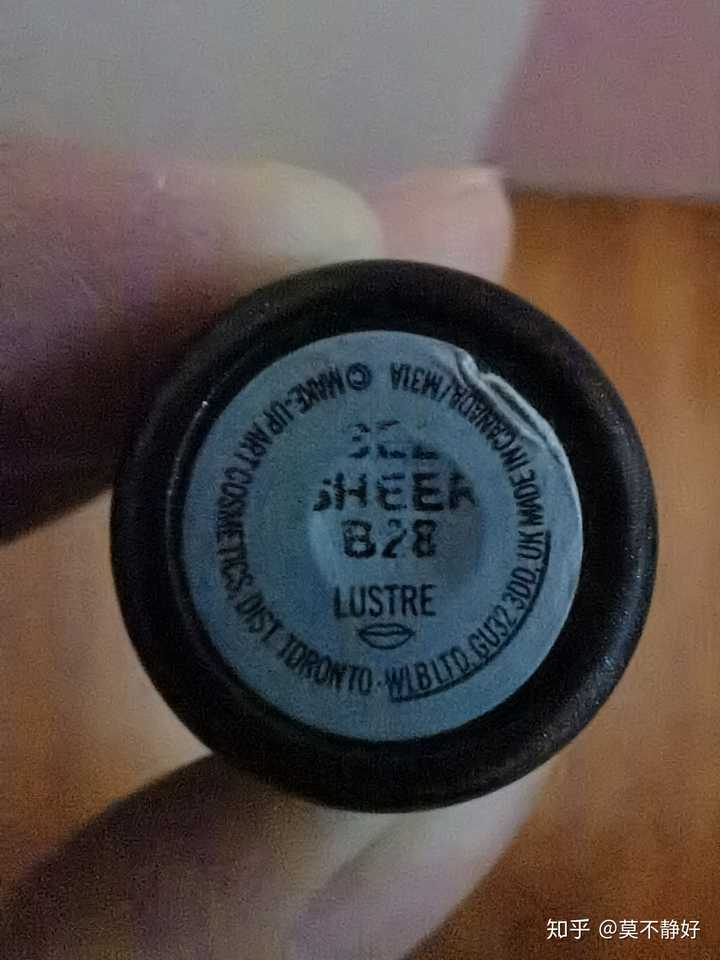 SHEER
B28
LUSTRE
© MAKE-UP ART COSMETICS, DIST. TORONTO · WLB LTD, GU32 3DD, UK MADE IN CANADA / M31A
知乎 @莫不静好